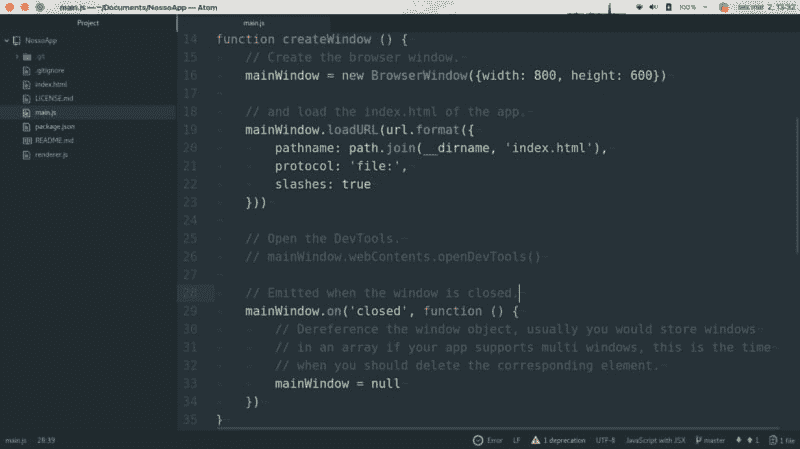 main.js — ~/Documents/NossoApp — Atom
100%
sex mar 2, 13:32
Project
main.js
NossoApp
.git
.gitignore
index.html
LICENSE.md
main.js
package.json
README.md
renderer.js
14 function createWindow () {
15 // Create the browser window.
16 mainWindow = new BrowserWindow({width: 800, height: 600})
17
18 // and load the index.html of the app.
19 mainWindow.loadURL(url.format({
20 pathname: path.join(__dirname, 'index.html'),
21 protocol: 'file:',
22 slashes: true
23 }))
24
25 // Open the DevTools.
26 // mainWindow.webContents.openDevTools()
27
28 // Emitted when the window is closed.
29 mainWindow.on('closed', function () {
30 // Dereference the window object, usually you would store windows
31 // in an array if your app supports multi windows, this is the time
32 // when you should delete the corresponding element.
33 mainWindow = null
34 })
35 }
main.js 28:39 Error LF 1 deprecation UTF-8 JavaScript with JSX master 1 1 file